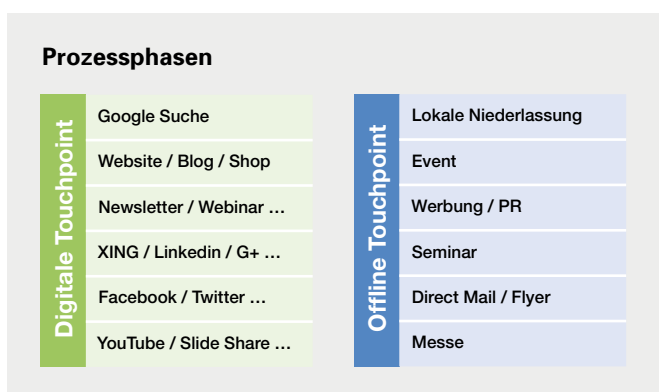 Prozessphasen
Digitale Touchpoint
Google Suche
Website / Blog / Shop
Newsletter / Webinar …
XING / Linkedin / G+ …
Facebook / Twitter …
YouTube / Slide Share …
Offline Touchpoint
Lokale Niederlassung
Event
Werbung / PR
Seminar
Direct Mail / Flyer
Messe